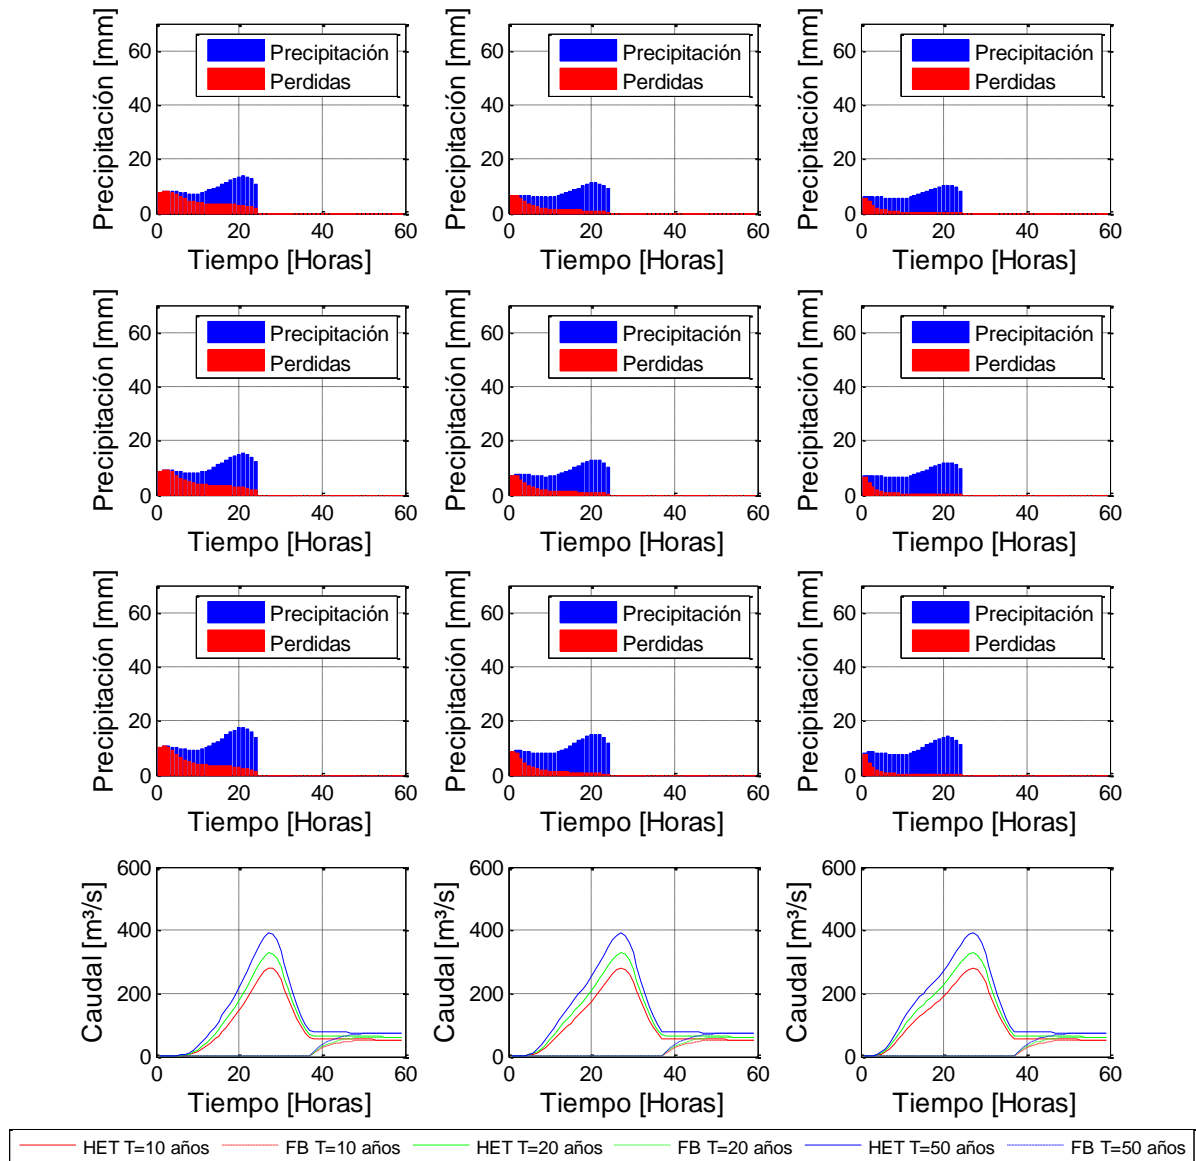 Precipitación [mm]
60
40
20
0
Precipitación
Perdidas
0 20 40 60
Tiempo [Horas]
Precipitación [mm]
60
40
20
0
Precipitación
Perdidas
0 20 40 60
Tiempo [Horas]
Precipitación [mm]
60
40
20
0
Precipitación
Perdidas
0 20 40 60
Tiempo [Horas]
Precipitación [mm]
60
40
20
0
Precipitación
Perdidas
0 20 40 60
Tiempo [Horas]
Precipitación [mm]
60
40
20
0
Precipitación
Perdidas
0 20 40 60
Tiempo [Horas]
Precipitación [mm]
60
40
20
0
Precipitación
Perdidas
0 20 40 60
Tiempo [Horas]
Precipitación [mm]
60
40
20
0
Precipitación
Perdidas
0 20 40 60
Tiempo [Horas]
Precipitación [mm]
60
40
20
0
Precipitación
Perdidas
0 20 40 60
Tiempo [Horas]
Precipitación [mm]
60
40
20
0
Precipitación
Perdidas
0 20 40 60
Tiempo [Horas]
Caudal [m³/s]
600
400
200
0
0 20 40 60
Tiempo [Horas]
Caudal [m³/s]
600
400
200
0
0 20 40 60
Tiempo [Horas]
Caudal [m³/s]
600
400
200
0
0 20 40 60
Tiempo [Horas]
HET T=10 años FB T=10 años HET T=20 años FB T=20 años HET T=50 años FB T=50 años